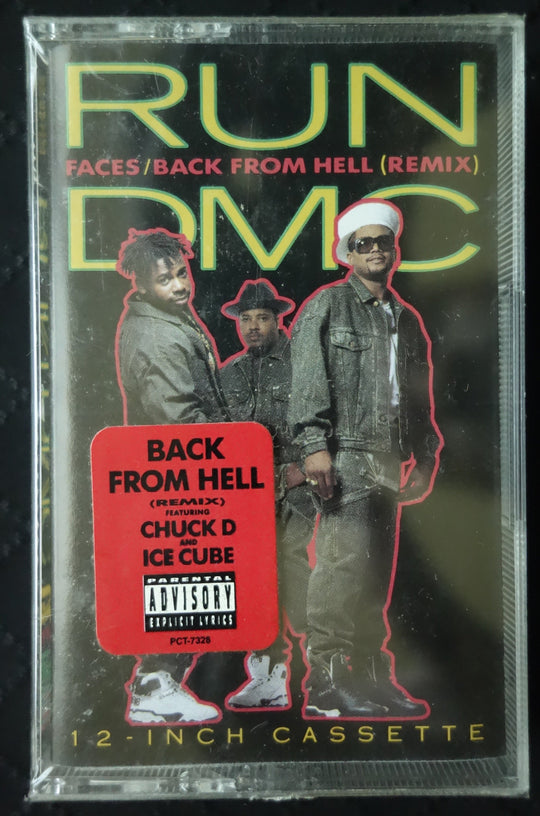 RUN
FACES/BACK FROM HELL (REMIX)
DMC
BACK
FROM HELL
(REMIX)
FEATURING
CHUCK D
AND
ICE CUBE
PARENTAL
ADVISORY
EXPLICIT LYRICS
PCT-7328
12-INCH CASSETTE